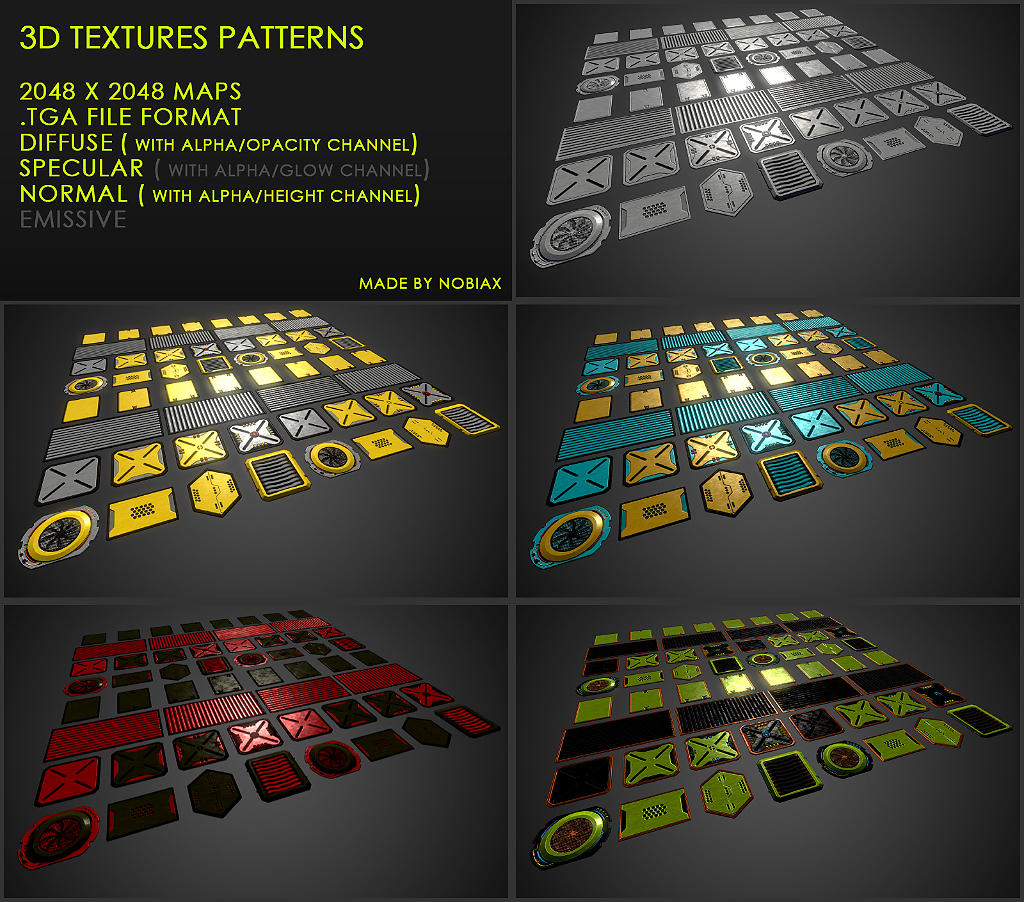 3D TEXTURES PATTERNS
2048 X 2048 MAPS
.TGA FILE FORMAT
DIFFUSE ( WITH ALPHA/OPACITY CHANNEL)
SPECULAR ( WITH ALPHA/GLOW CHANNEL)
NORMAL ( WITH ALPHA/HEIGHT CHANNEL)
EMISSIVE
MADE BY NOBIAX